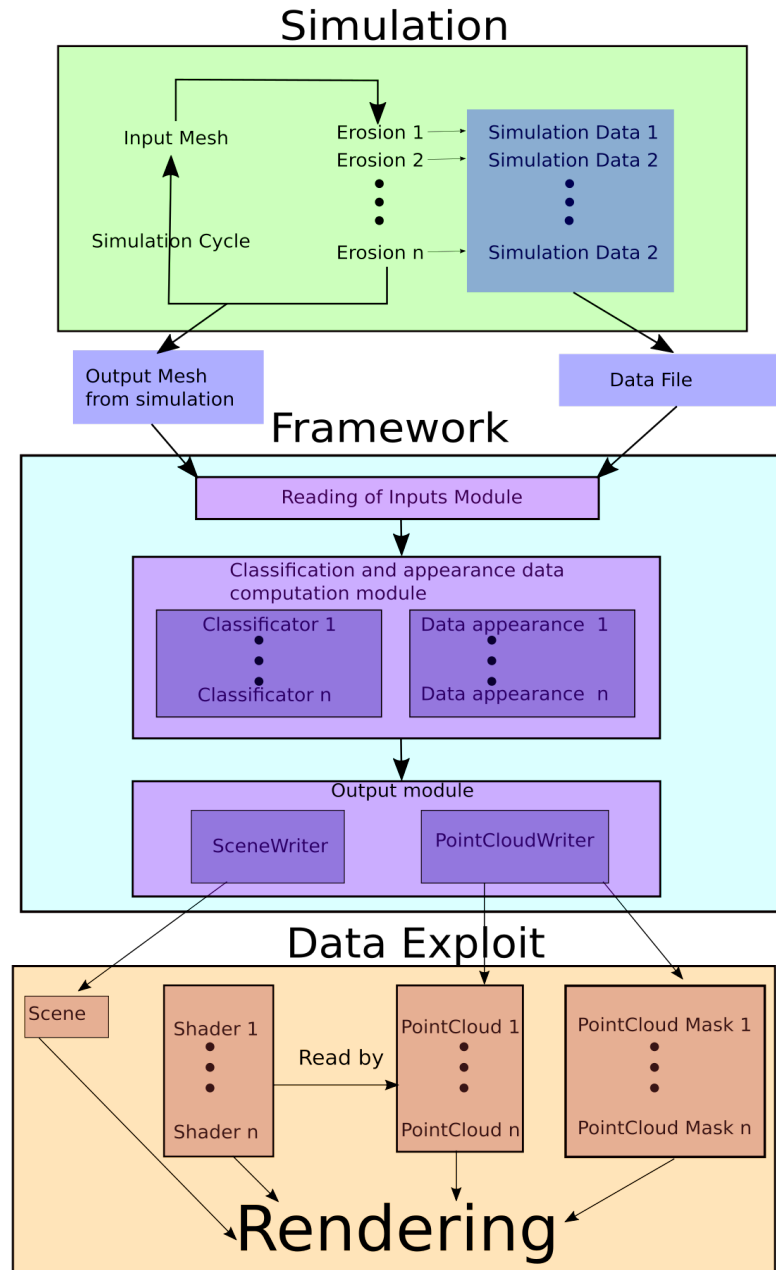 Simulation
Input Mesh
Erosion 1
Simulation Data 1
Erosion 2
Simulation Data 2
Simulation Cycle
Erosion n
Simulation Data 2
Output Mesh
from simulation
Data File
Framework
Reading of Inputs Module
Classification and appearance data
computation module
Classificator 1
Data appearance 1
Classificator n
Data appearance n
Output module
SceneWriter
PointCloudWriter
Data Exploit
Scene
Shader 1
PointCloud 1
PointCloud Mask 1
Read by
Shader n
PointCloud n
PointCloud Mask n
Rendering